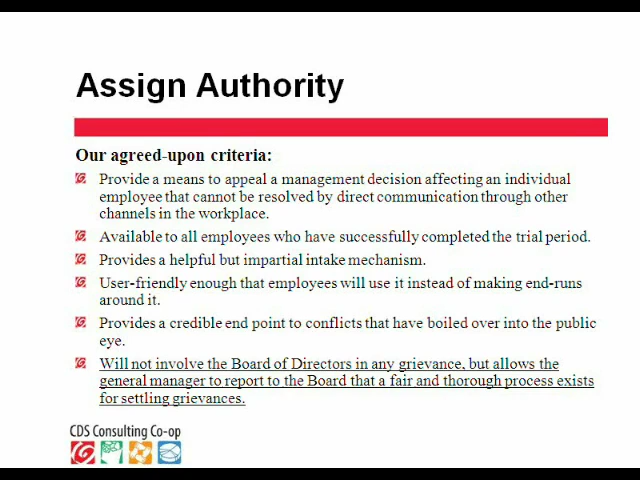 Assign Authority
Our agreed-upon criteria:
Provide a means to appeal a management decision affecting an individual
employee that cannot be resolved by direct communication through other
channels in the workplace.
Available to all employees who have successfully completed the trial period.
Provides a helpful but impartial intake mechanism.
User-friendly enough that employees will use it instead of making end-runs
around it.
Provides a credible end point to conflicts that have boiled over into the public
eye.
Will not involve the Board of Directors in any grievance, but allows the
general manager to report to the Board that a fair and thorough process exists
for settling grievances.
CDS Consulting Co-op